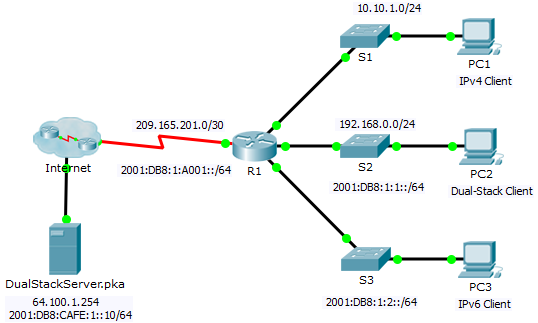 10.10.1.0/24
S1
PC1
IPv4 Client
209.165.201.0/30
192.168.0.0/24
Internet
2001:DB8:1:A001::/64
R1
S2
2001:DB8:1:1::/64
PC2
Dual-Stack Client
DualStackServer.pka
64.100.1.254
2001:DB8:CAFE:1::10/64
S3
2001:DB8:1:2::/64
PC3
IPv6 Client